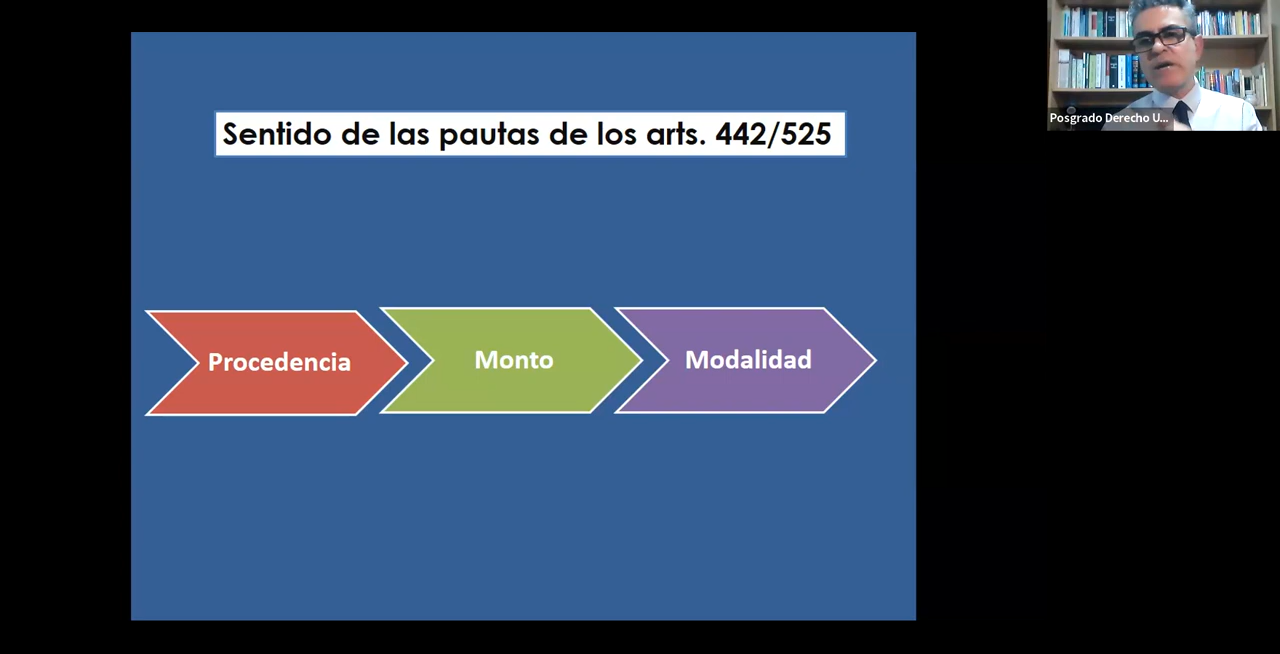 Sentido de las pautas de los arts. 442/525
Procedencia
Monto
Modalidad
Posgrado Derecho U...